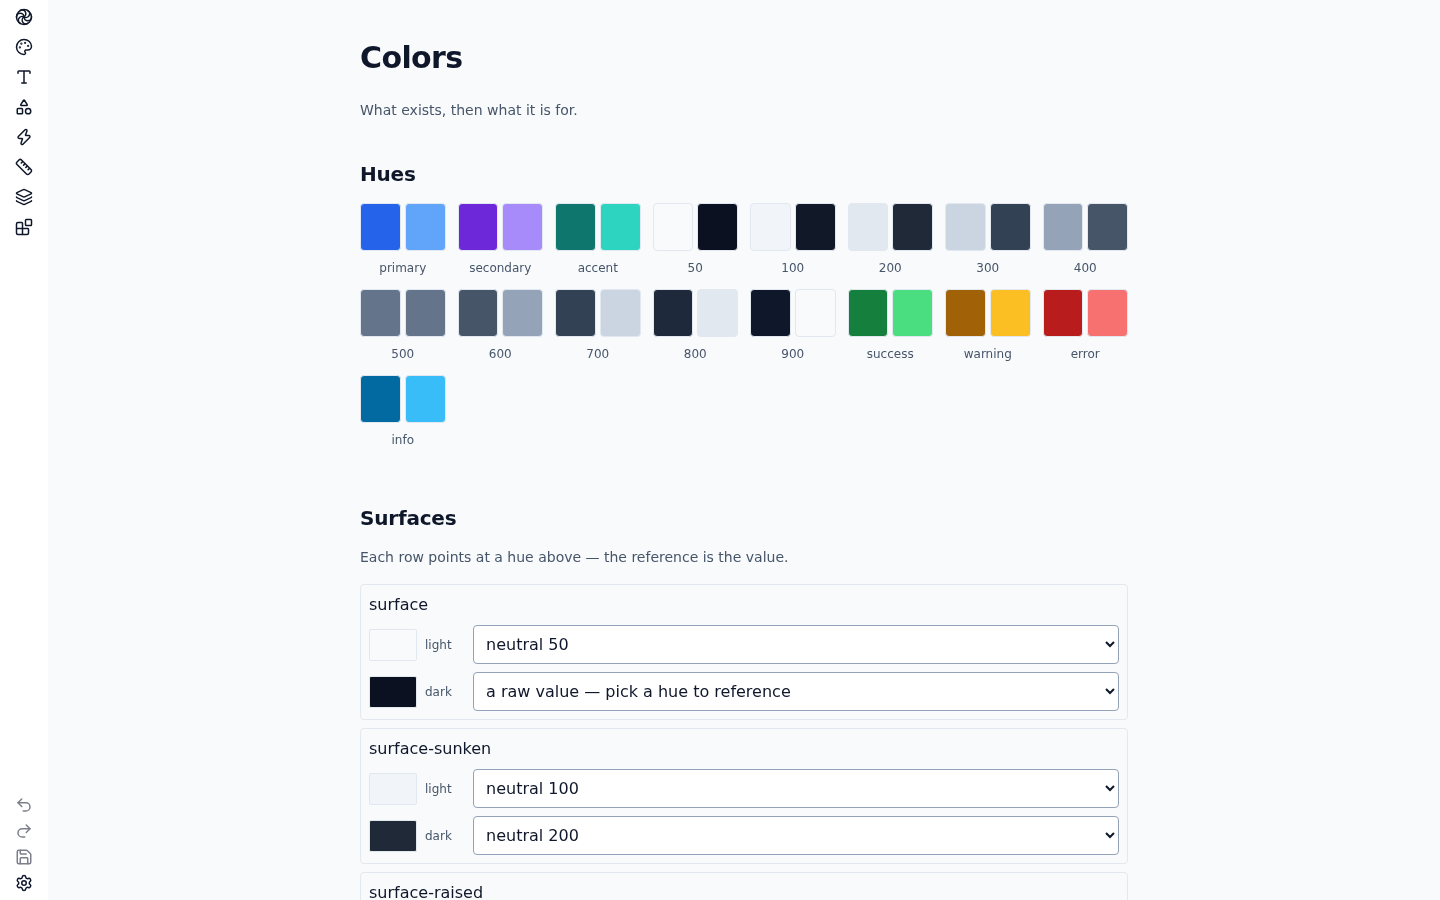 Colors
What exists, then what it is for.
Hues
primary secondary accent 50 100 200 300 400
500 600 700 800 900 success warning error
info
Surfaces
Each row points at a hue above — the reference is the value.
surface
light neutral 50
dark a raw value — pick a hue to reference
surface-sunken
light neutral 100
dark neutral 200
surface-raised